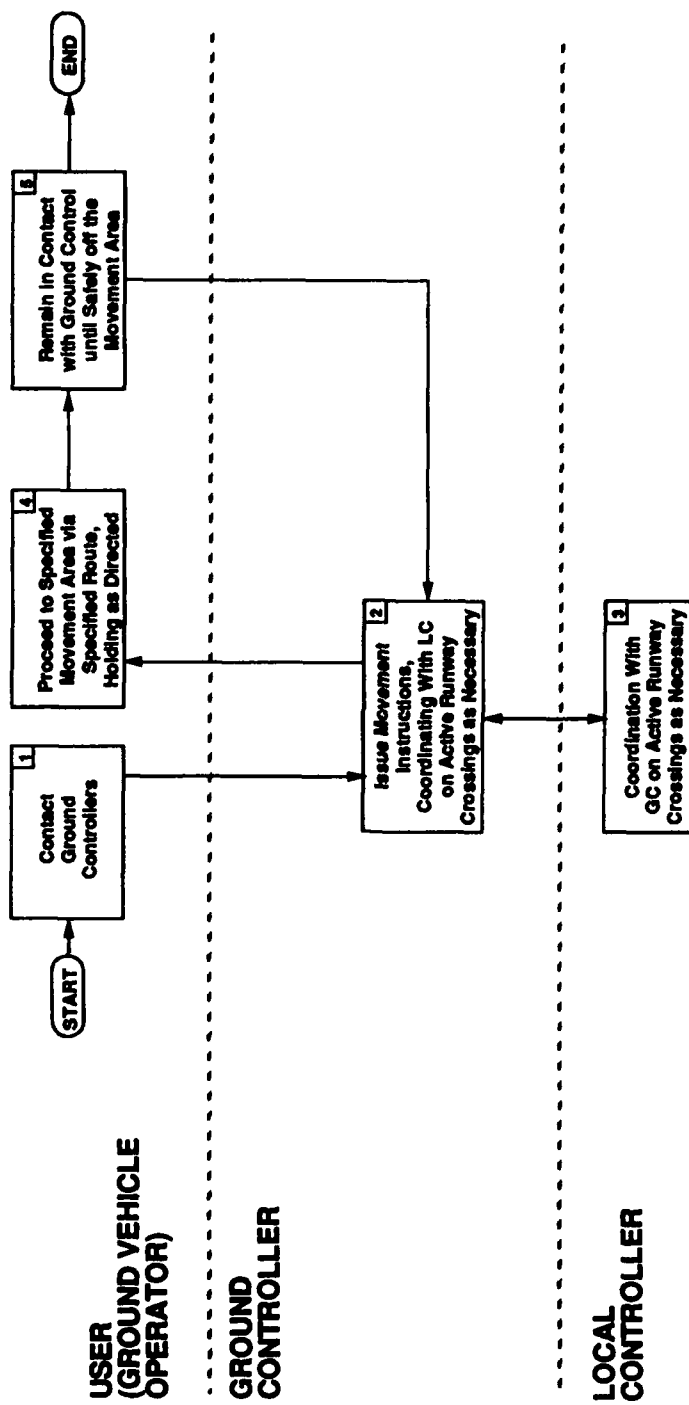 USER
(GROUND VEHICLE
OPERATOR)
START
1
Contact
Ground
Controllers
4
Proceed to Specified
Movement Area via
Specified Route,
Holding as Directed
5
Remain in Contact
with Ground Control
until Safely off the
Movement Area
END
GROUND
CONTROLLER
2
Issue Movement
Instructions,
Coordinating With LC
on Active Runway
Crossings as Necessary
LOCAL
CONTROLLER
3
Coordination With
GC on Active Runway
Crossings as Necessary